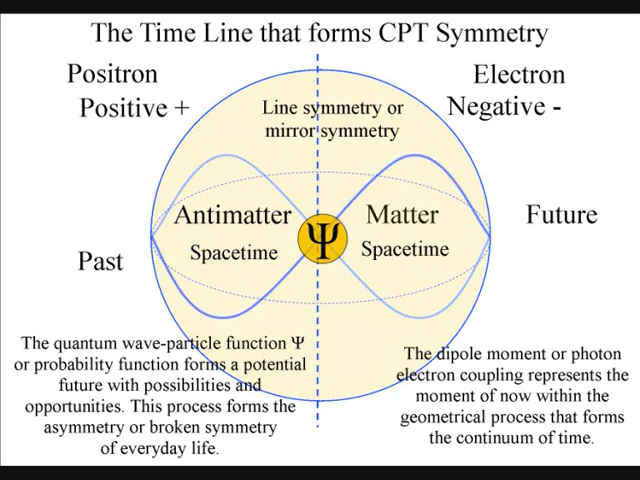 The Time Line that forms CPT Symmetry
Positron
Positive +
Electron
Negative -
Line symmetry or
mirror symmetry
Antimatter
Spacetime
Ψ
Matter
Spacetime
Future
Past
The quantum wave-particle function Ψ
or probability function forms a potential
future with possibilities and
opportunities. This process forms the
asymmetry or broken symmetry
of everyday life.
The dipole moment or photon
electron coupling represents the
moment of now within the
geometrical process that forms
the continuum of time.